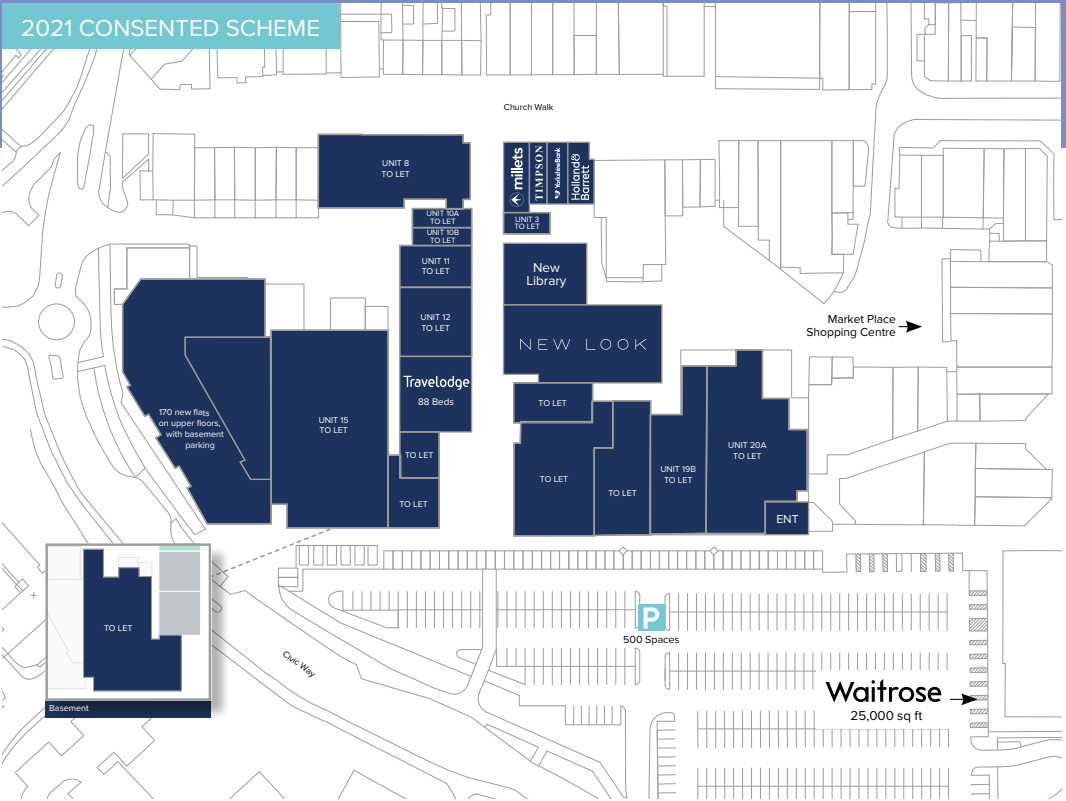 2021 CONSENTED SCHEME
Church Walk
UNIT 8
TO LET
millets
TIMPSON
YorkshireBank
Holland&
Barrett
UNIT 10A
TO LET
UNIT 10B
TO LET
UNIT 3
TO LET
UNIT 11
TO LET
New
Library
UNIT 12
TO LET
NEW LOOK
Market Place
Shopping Centre
Travelodge
88 Beds
170 new flats
on upper floors,
with basement
parking
UNIT 15
TO LET
TO LET
TO LET
TO LET
TO LET
TO LET
UNIT 19B
TO LET
UNIT 20A
TO LET
ENT
TO LET
Basement
Civic Way
P
500 Spaces
Waitrose
25,000 sq ft